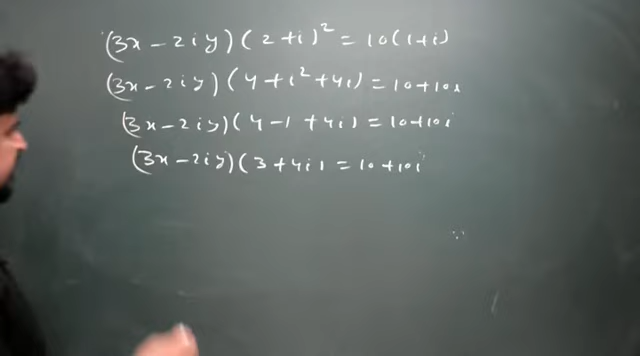 (3x - 2iy)(2+i)² = 10(1+i)
(3x - 2iy)(4+i²+4i) = 10+10i
(3x - 2iy)(4-1+4i) = 10+10i
(3x - 2iy)(3+4i) = 10+10i